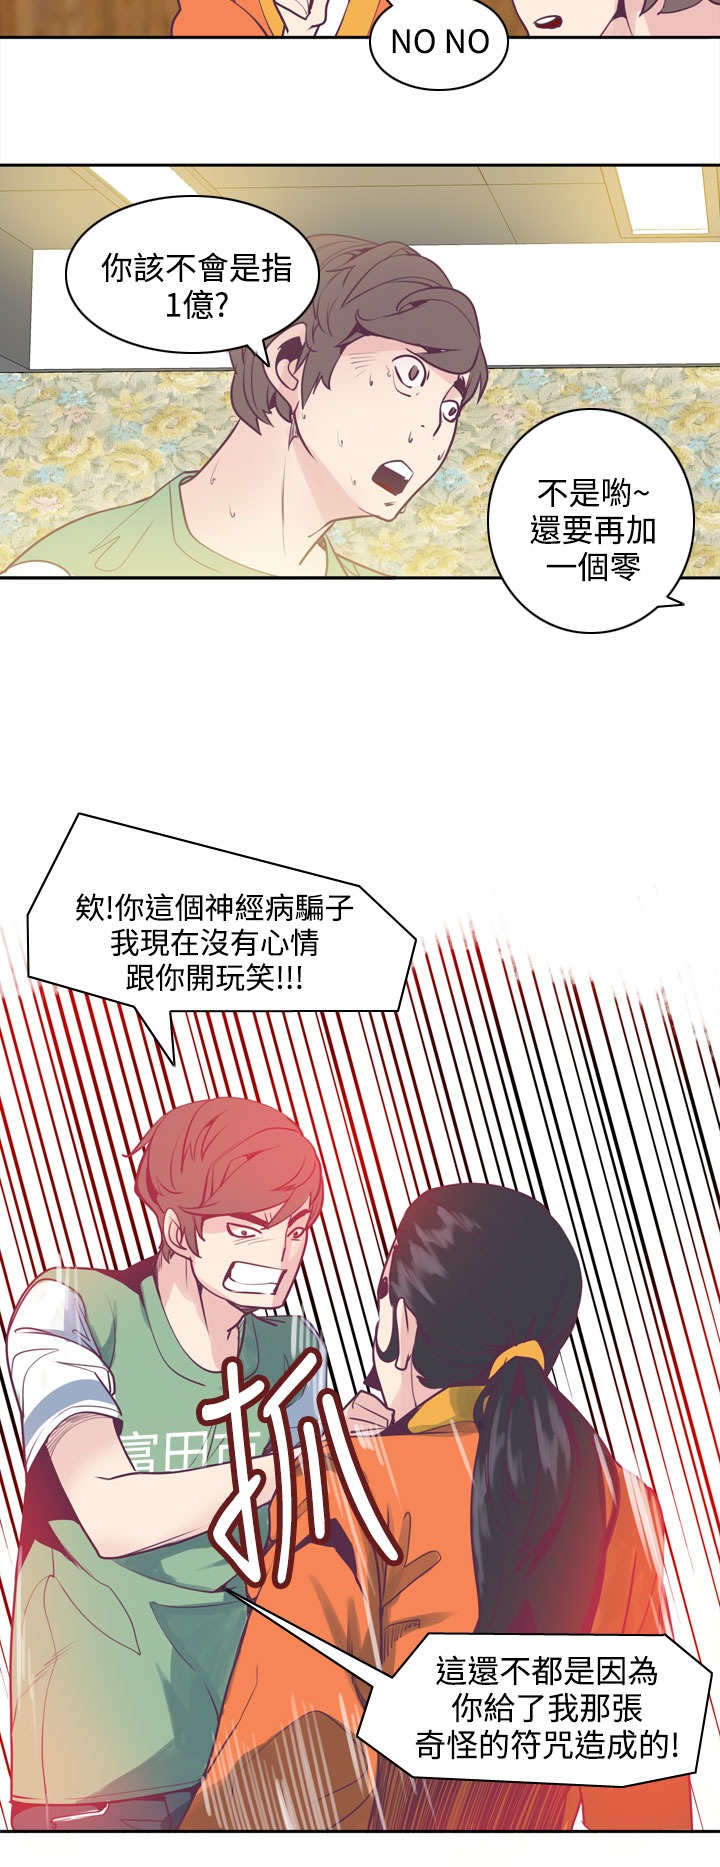 NO NO
你該不會是指
1億?
不是喲~
還要再加
一個零
欸!你這個神經病騙子
我現在沒有心情
跟你開玩笑!!!
富田市
抓
這還不都是因為
你給了我那張
奇怪的符咒造成的!